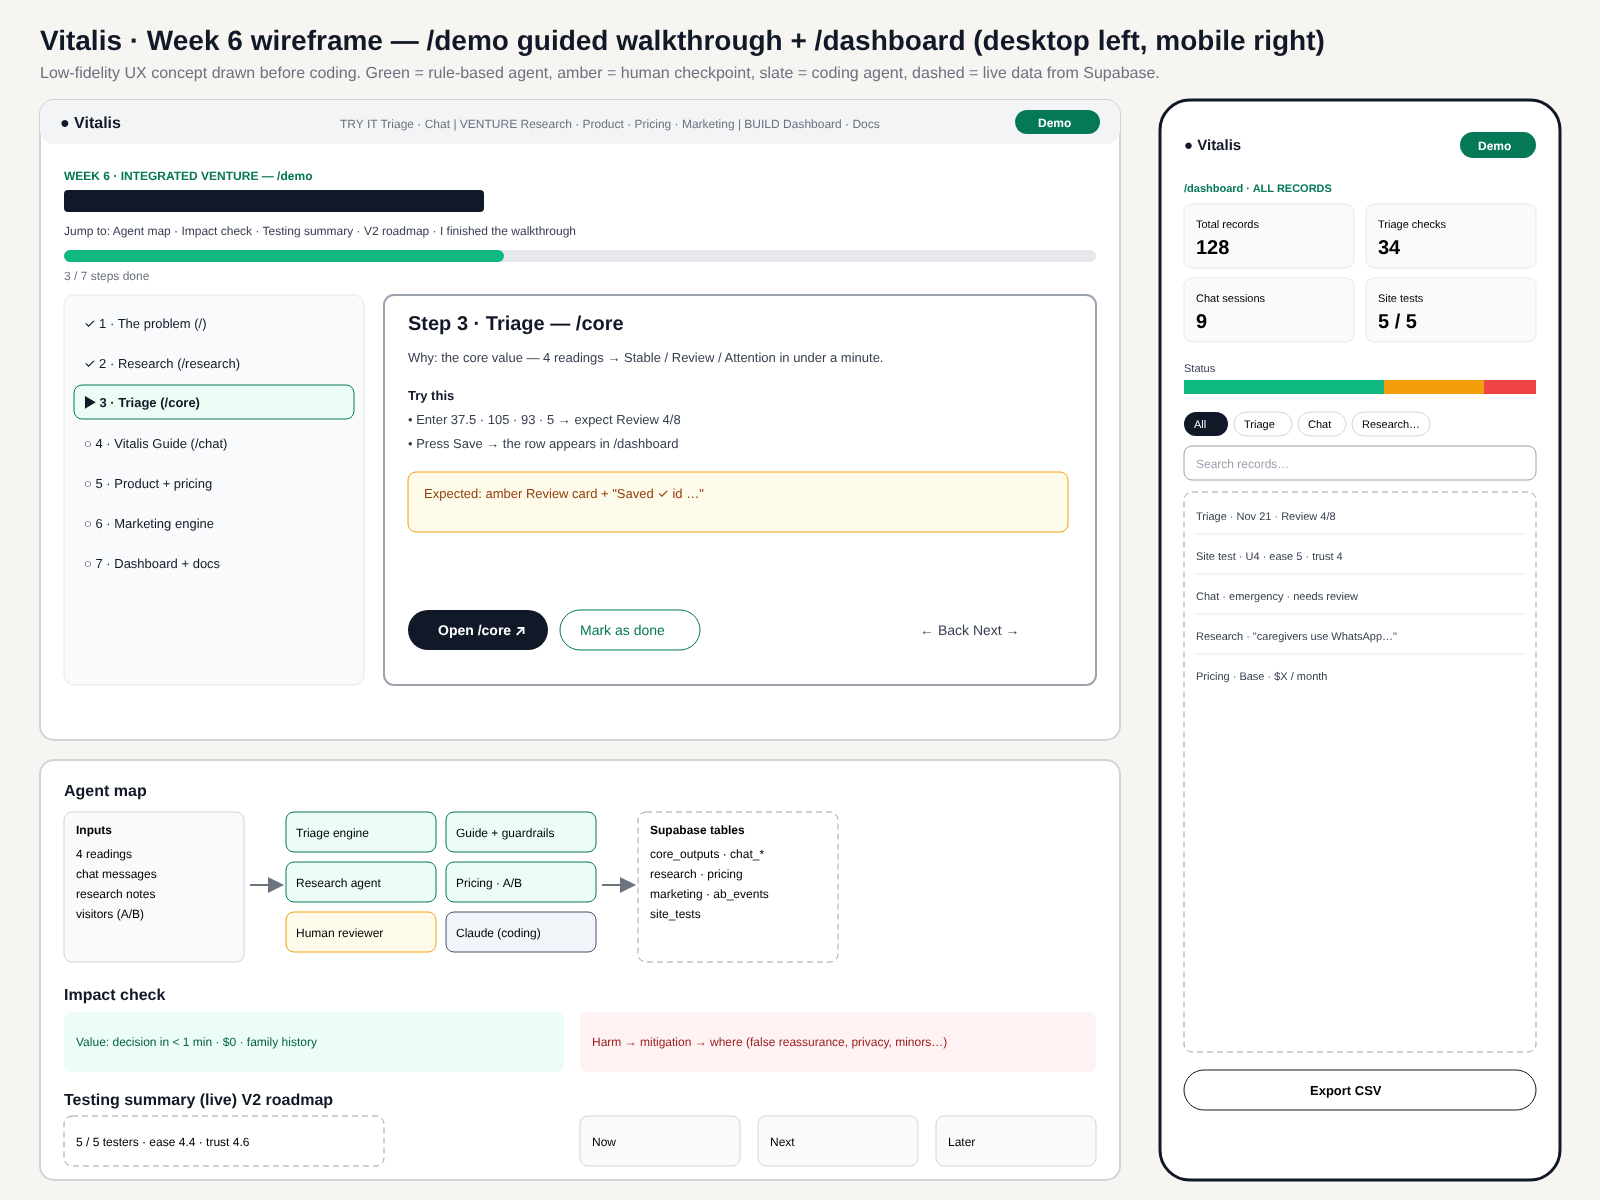 Vitalis · Week 6 wireframe — /demo guided walkthrough + /dashboard (desktop left, mobile right)
Low-fidelity UX concept drawn before coding. Green = rule-based agent, amber = human checkpoint, slate = coding agent, dashed = live data from Supabase.
● Vitalis
TRY IT Triage · Chat | VENTURE Research · Product · Pricing · Marketing | BUILD Dashboard · Docs
Demo
WEEK 6 · INTEGRATED VENTURE — /demo
Jump to: Agent map · Impact check · Testing summary · V2 roadmap · I finished the walkthrough
3 / 7 steps done
✓ 1 · The problem (/)
✓ 2 · Research (/research)
▶ 3 · Triage (/core)
○ 4 · Vitalis Guide (/chat)
○ 5 · Product + pricing
○ 6 · Marketing engine
○ 7 · Dashboard + docs
Step 3 · Triage — /core
Why: the core value — 4 readings → Stable / Review / Attention in under a minute.
Try this
• Enter 37.5 · 105 · 93 · 5 → expect Review 4/8
• Press Save → the row appears in /dashboard
Expected: amber Review card + "Saved ✓ id …"
Open /core ↗
Mark as done
← Back Next →
Agent map
Inputs
4 readings
chat messages
research notes
visitors (A/B)
Triage engine
Guide + guardrails
Research agent
Pricing · A/B
Human reviewer
Claude (coding)
Supabase tables
core_outputs · chat_*
research · pricing
marketing · ab_events
site_tests
Impact check
Value: decision in < 1 min · $0 · family history
Harm → mitigation → where (false reassurance, privacy, minors…)
Testing summary (live) V2 roadmap
5 / 5 testers · ease 4.4 · trust 4.6
Now
Next
Later
● Vitalis
Demo
/dashboard · ALL RECORDS
Total records
128
Triage checks
34
Chat sessions
9
Site tests
5 / 5
Status
All
Triage
Chat
Research…
Search records…
Triage · Nov 21 · Review 4/8
Site test · U4 · ease 5 · trust 4
Chat · emergency · needs review
Research · "caregivers use WhatsApp…"
Pricing · Base · $X / month
Export CSV